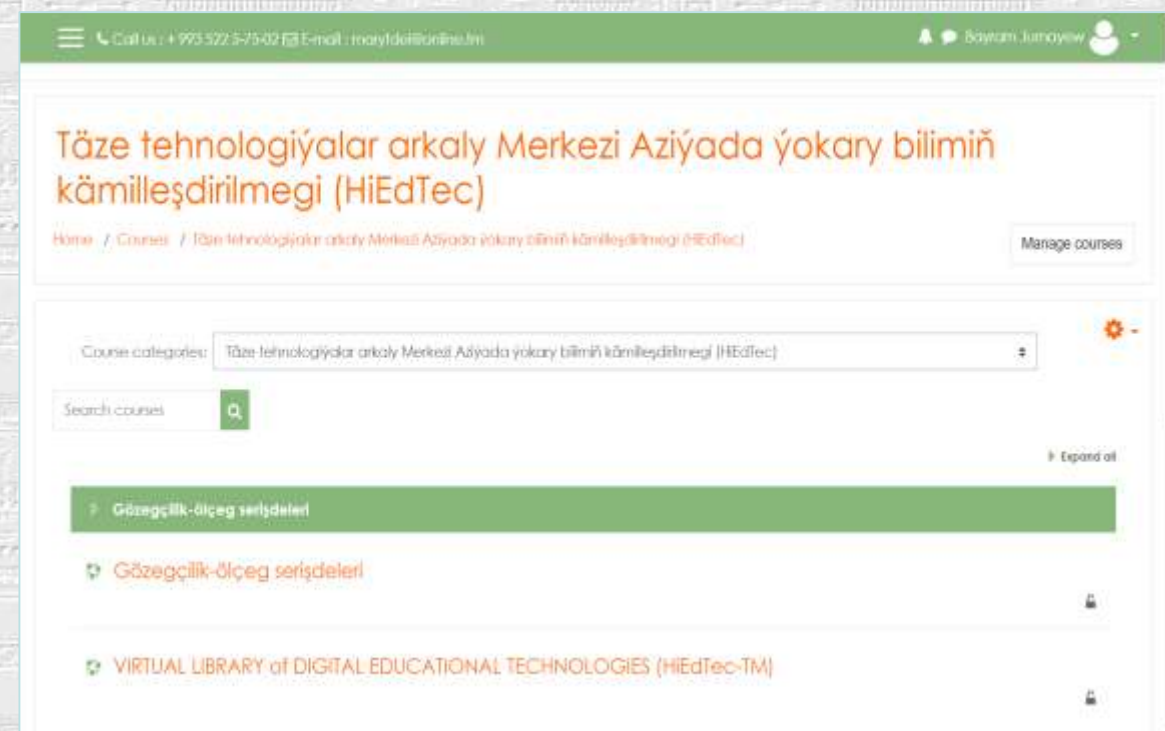 Call us : + 993 522 5-75-02 E-mail : marytdei@online.tm
Bayram Jumayew
Täze tehnologiýalar arkaly Merkezi Aziýada ýokary bilimiň
kämilleşdirilmegi (HiEdTec)
Home / Courses / Täze tehnologiýalar arkaly Merkezi Aziýada ýokary bilimiň kämilleşdirilmegi (HiEdTec)
Manage courses
Course categories: Täze tehnologiýalar arkaly Merkezi Aziýada ýokary bilimiň kämilleşdirilmegi (HiEdTec)
Search courses
Expand all
Gözegçilik-ölçeg serişdeleri
Gözegçilik-ölçeg serişdeleri
VIRTUAL LIBRARY of DIGITAL EDUCATIONAL TECHNOLOGIES (HiEdTec-TM)